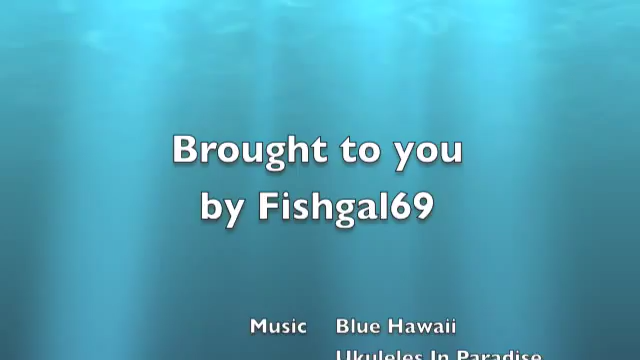 Brought to you
by Fishgal69
Music Blue Hawaii
Ukuleles In Paradise